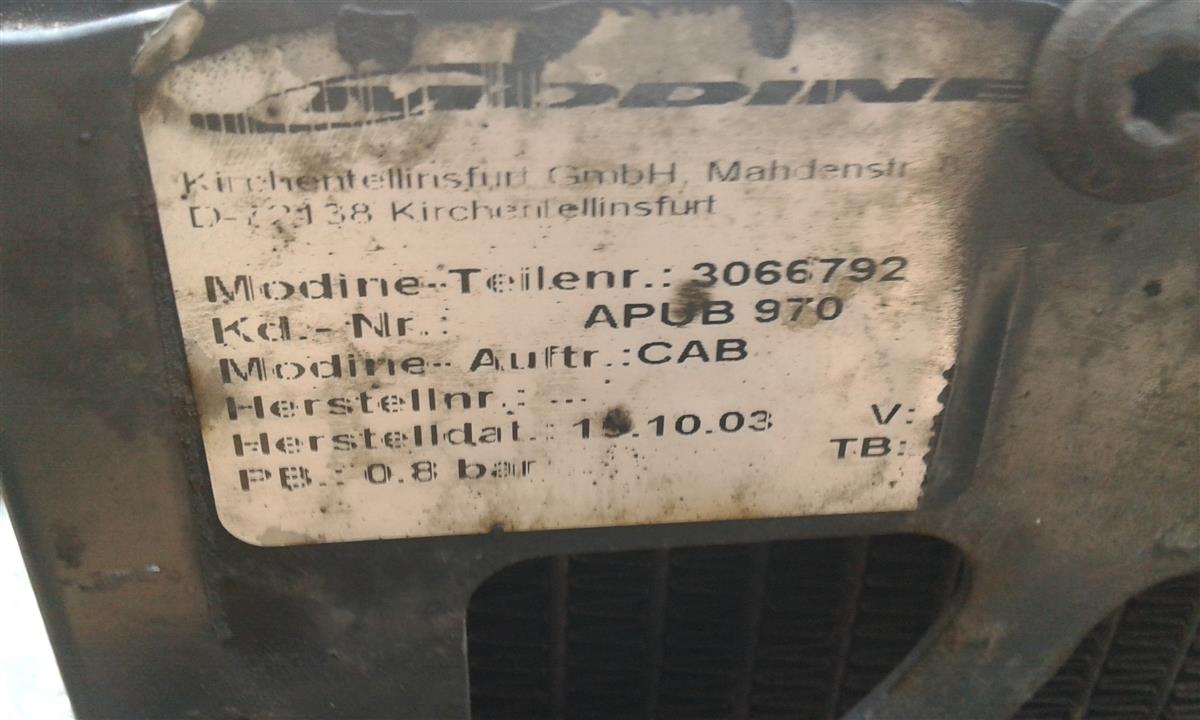 MODINE
Kirchentellinsfurt GmbH, Mahdenstr. 8
D-72138 Kirchentellinsfurt
Modine-Teilenr.: 3066792
Kd.-Nr.: APUB 970
Modine- Auftr.:CAB
Herstellnr.: ---
Herstelldat.: .10.03 V:
PB.: 0.8 bar TB: